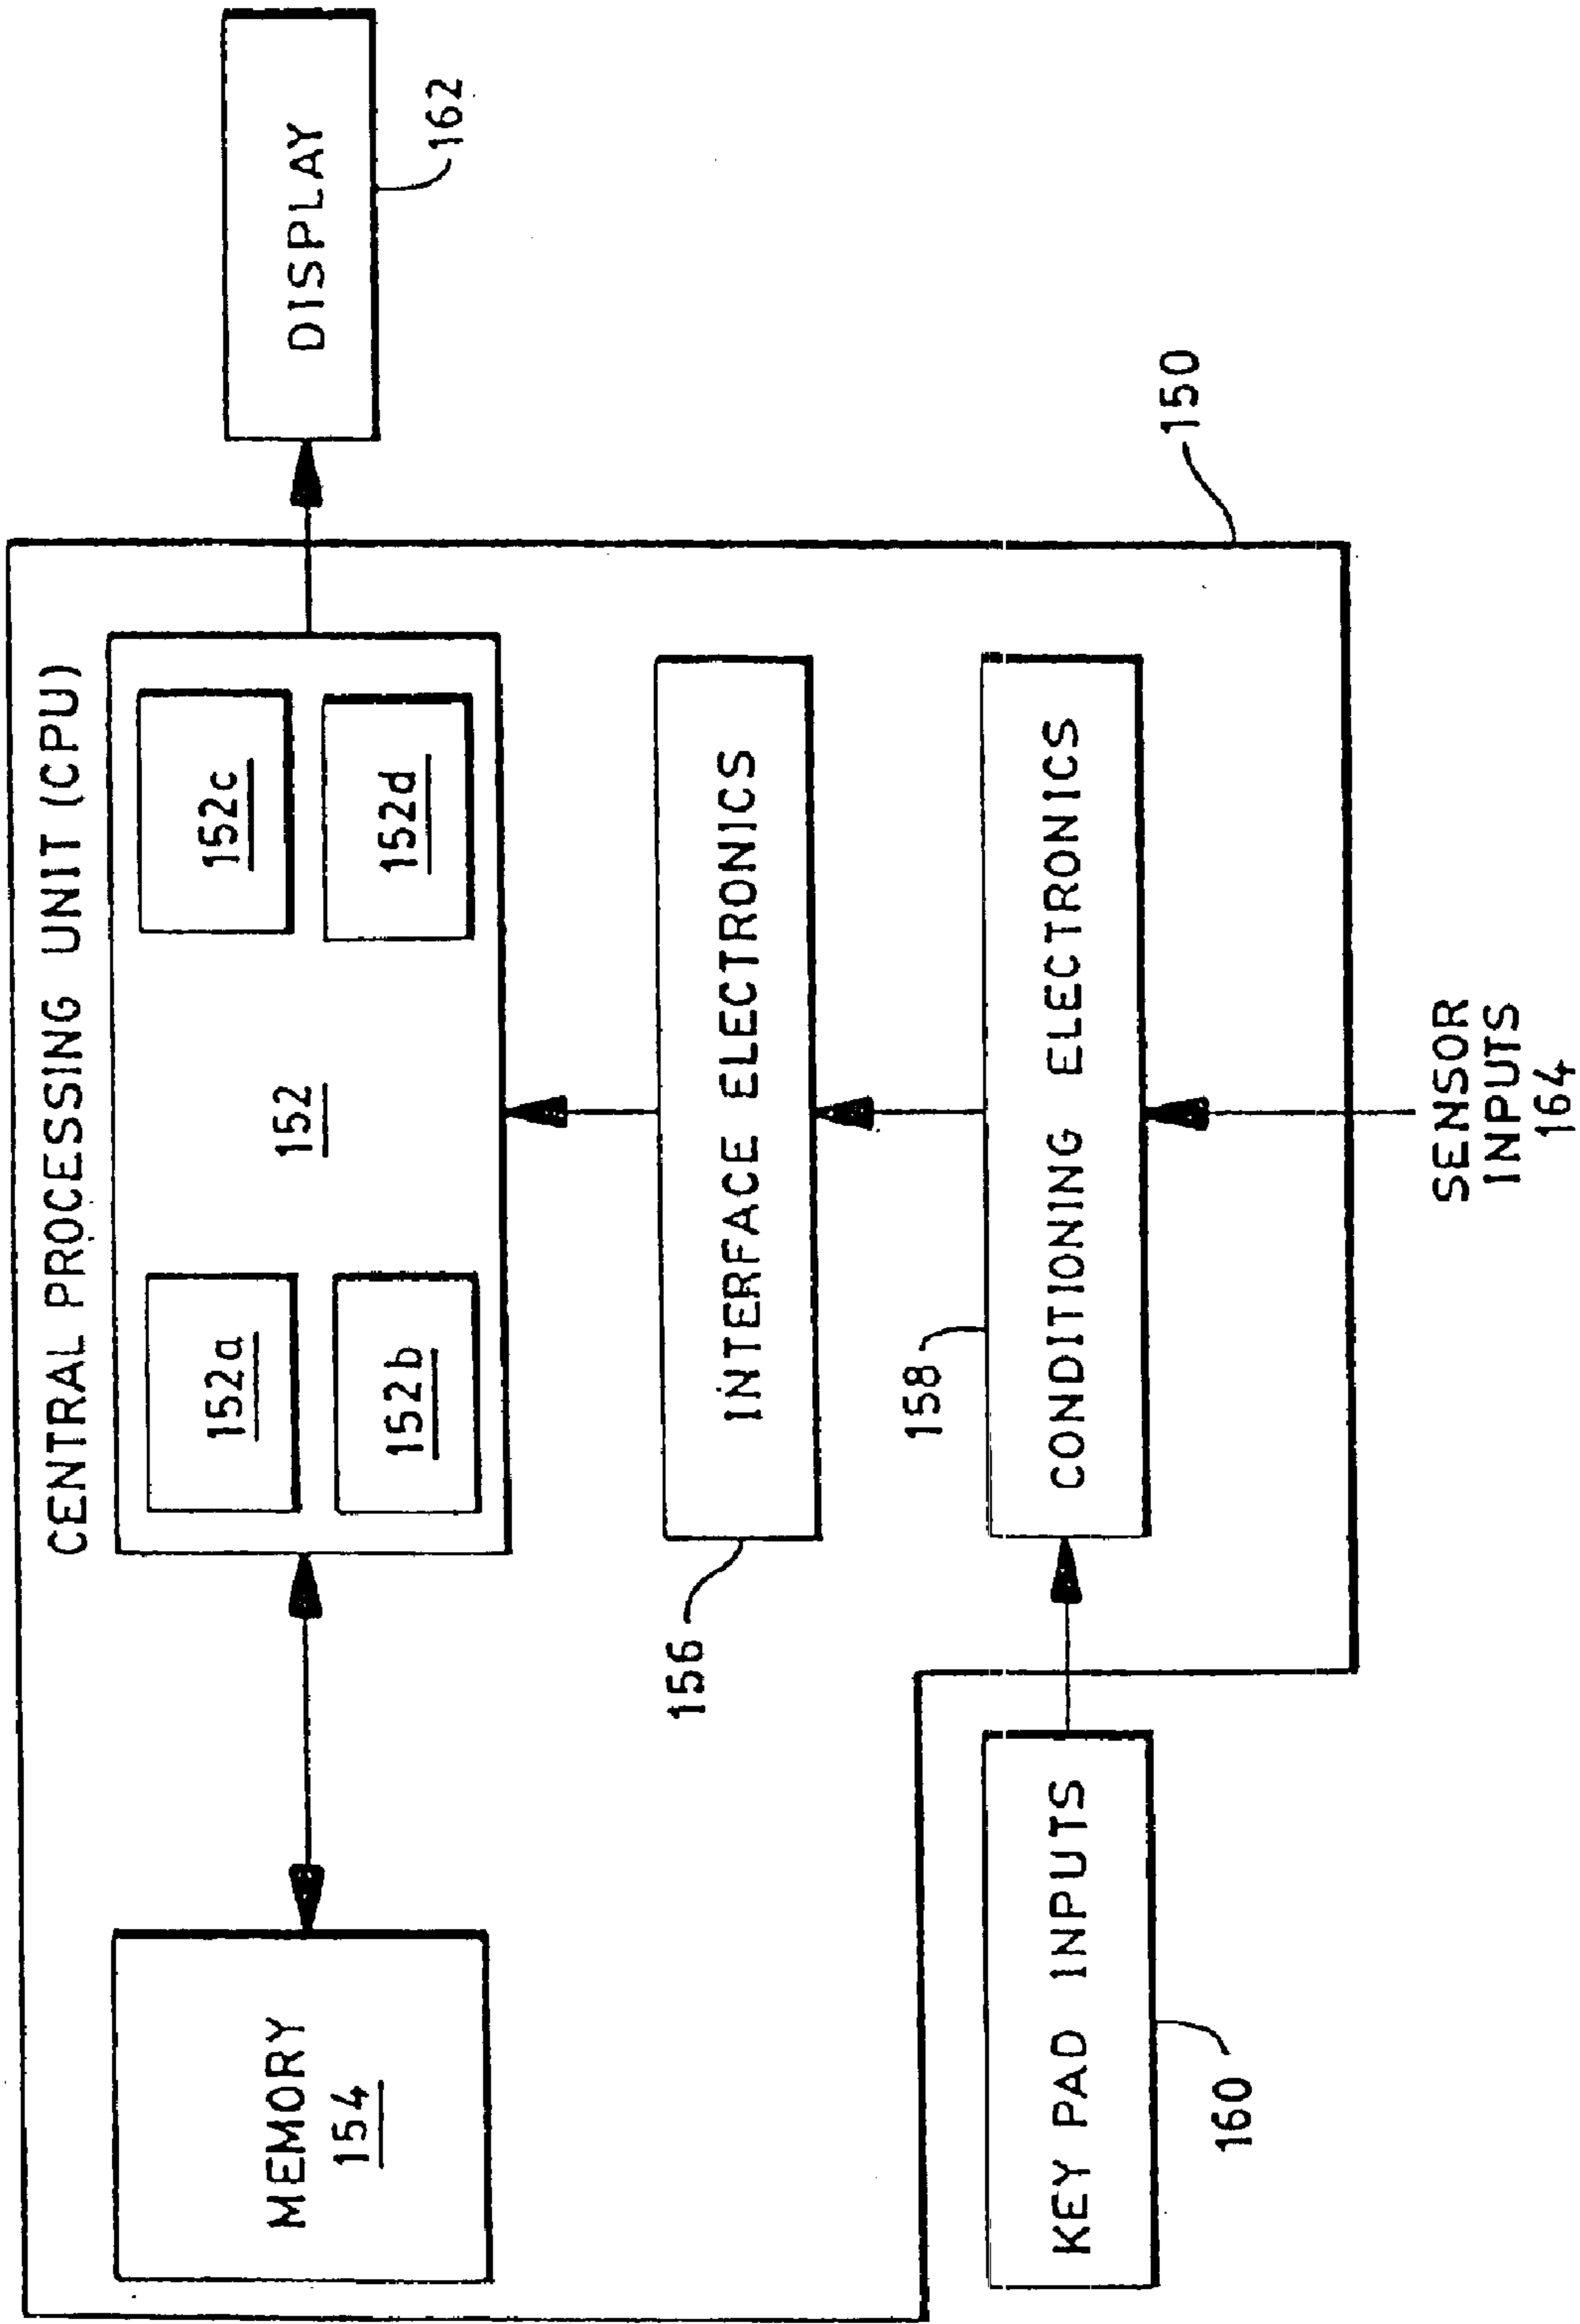 CENTRAL PROCESSING UNIT (CPU)
MEMORY
154
152a
152b
152
152c
152d
DISPLAY
162
156
INTERFACE ELECTRONICS
158
CONDITIONING ELECTRONICS
150
KEY PAD INPUTS
160
SENSOR
INPUTS
164